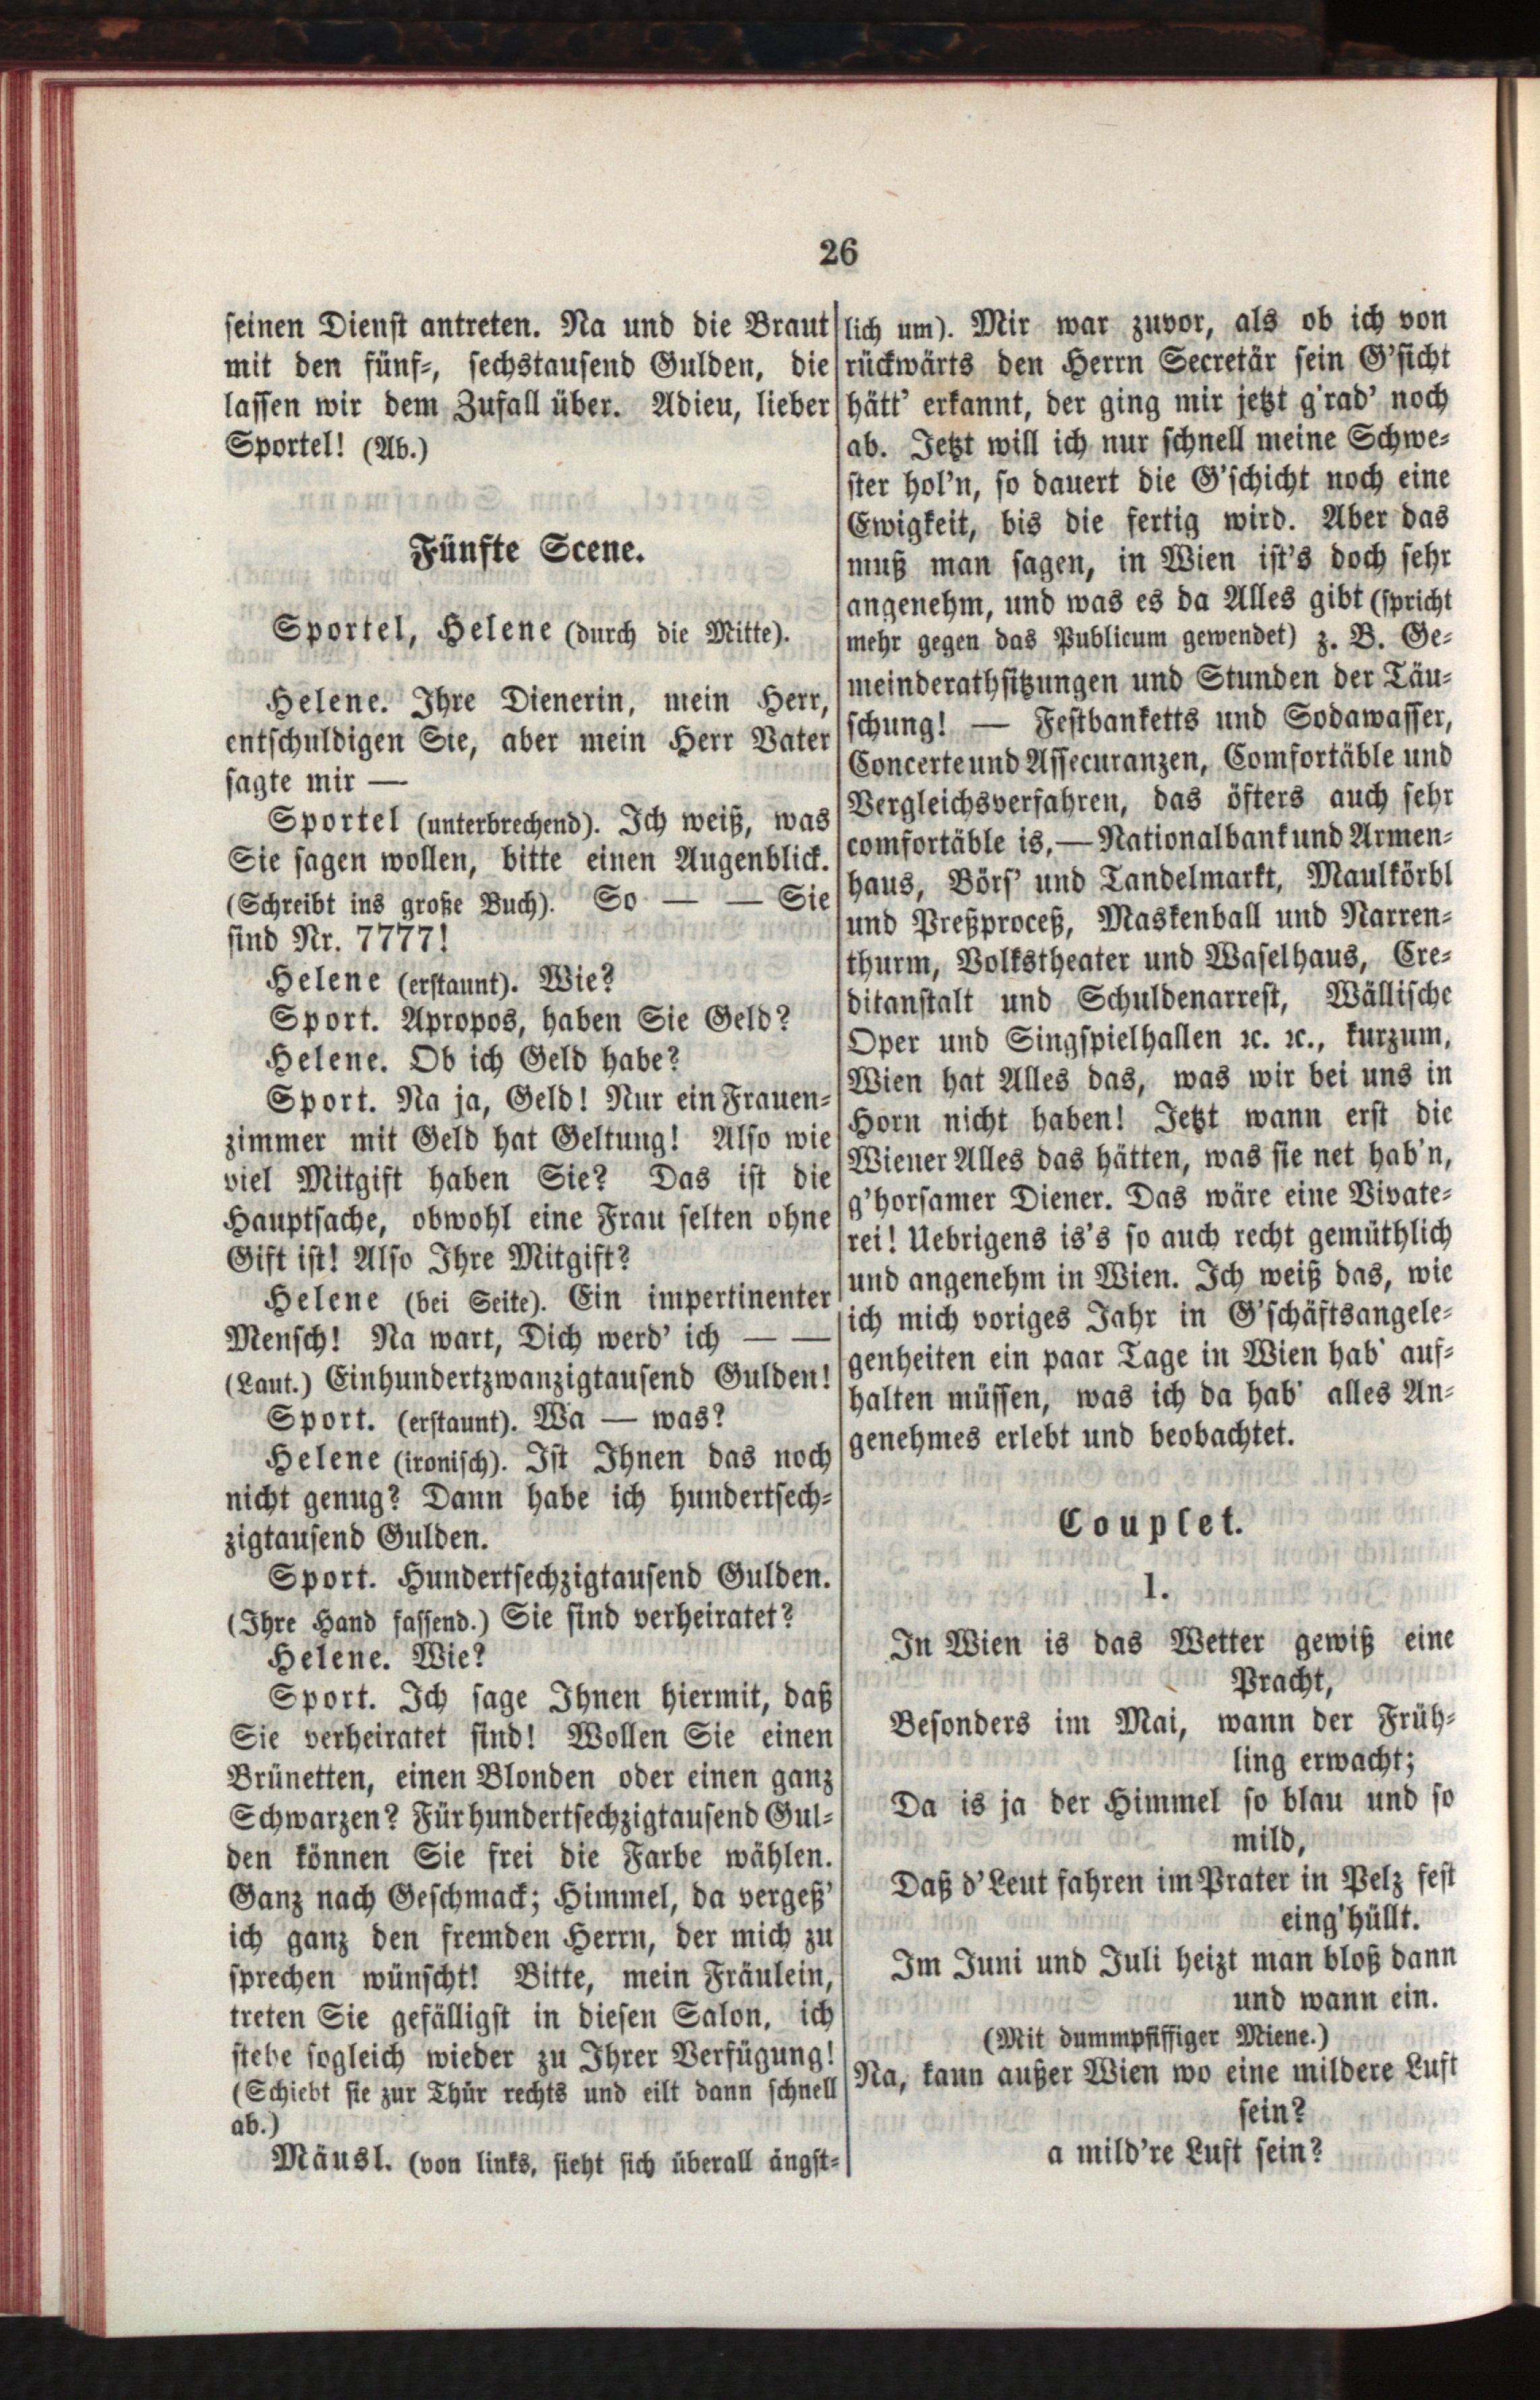 26
seinen Dienst antreten. Na und die Braut
mit den fünf-, sechstausend Gulden, die
lassen wir dem Zufall über. Adieu, lieber
Sportel! (Ab.)
Fünfte Scene.
Sportel, Helene (durch die Mitte).
Helene. Ihre Dienerin, mein Herr,
entschuldigen Sie, aber mein Herr Vater
sagte mir —
Sportel (unterbrechend). Ich weiß, was
Sie sagen wollen, bitte einen Augenblick.
(Schreibt ins große Buch). So — — Sie
sind Nr. 7777!
Helene (erstaunt). Wie?
Sport. Apropos, haben Sie Geld?
Helene. Ob ich Geld habe?
Sport. Na ja, Geld! Nur ein Frauen-
zimmer mit Geld hat Geltung! Also wie
viel Mitgift haben Sie? Das ist die
Hauptsache, obwohl eine Frau selten ohne
Gift ist! Also Ihre Mitgift?
Helene (bei Seite). Ein impertinenter
Mensch! Na wart, Dich werd' ich — —
(Laut.) Einhundertzwanzigtausend Gulden!
Sport. (erstaunt). Wa — was?
Helene (ironisch). Ist Ihnen das noch
nicht genug? Dann habe ich hundertsech-
zigtausend Gulden.
Sport. Hundertsechzigtausend Gulden.
(Ihre Hand fassend.) Sie sind verheiratet?
Helene. Wie?
Sport. Ich sage Ihnen hiermit, daß
Sie verheiratet sind! Wollen Sie einen
Brünetten, einen Blonden oder einen ganz
Schwarzen? Für hundertsechzigtausend Gul-
den können Sie frei die Farbe wählen.
Ganz nach Geschmack; Himmel, da vergeß'
ich ganz den fremden Herrn, der mich zu
sprechen wünscht! Bitte, mein Fräulein,
treten Sie gefälligst in diesen Salon, ich
stehe sogleich wieder zu Ihrer Verfügung!
(Schiebt sie zur Thür rechts und eilt dann schnell
ab.)
Mäusl. (von links, sieht sich überall ängst-
lich um). Mir war zuvor, als ob ich von
rückwärts den Herrn Secretär sein G'sicht
hätt' erkannt, der ging mir jetzt g'rad' noch
ab. Jetzt will ich nur schnell meine Schwe-
ster hol'n, so dauert die G'schicht noch eine
Ewigkeit, bis die fertig wird. Aber das
muß man sagen, in Wien ist's doch sehr
angenehm, und was es da Alles gibt (spricht
mehr gegen das Publicum gewendet) z. B. Ge-
meinderathsitzungen und Stunden der Täu-
schung! — Festbanketts und Sodawasser,
Concerte und Assecuranzen, Comfortäble und
Vergleichsverfahren, das öfters auch sehr
comfortäble is, — Nationalbank und Armen-
haus, Börs' und Tandelmarkt, Maulkörbl
und Preßproceß, Maskenball und Narren-
thurm, Volkstheater und Waselhaus, Cre-
ditanstalt und Schuldenarrest, Wällische
Oper und Singspielhallen ꝛc. ꝛc., kurzum,
Wien hat Alles das, was wir bei uns in
Horn nicht haben! Jetzt wann erst die
Wiener Alles das hätten, was sie net hab'n,
g'horsamer Diener. Das wäre eine Vivate-
rei! Uebrigens is's so auch recht gemüthlich
und angenehm in Wien. Ich weiß das, wie
ich mich voriges Jahr in G'schäftsangele-
genheiten ein paar Tage in Wien hab' auf-
halten müssen, was ich da hab' alles An-
genehmes erlebt und beobachtet.
Couplet.
1.
In Wien is das Wetter gewiß eine
Pracht,
Besonders im Mai, wann der Früh-
ling erwacht;
Da is ja der Himmel so blau und so
mild,
Daß d'Leut fahren im Prater in Pelz fest
eing'hüllt.
Im Juni und Juli heizt man bloß dann
und wann ein.
(Mit dummpfiffiger Miene.)
Na, kann außer Wien wo eine mildere Luft
sein?
a mild're Luft sein?